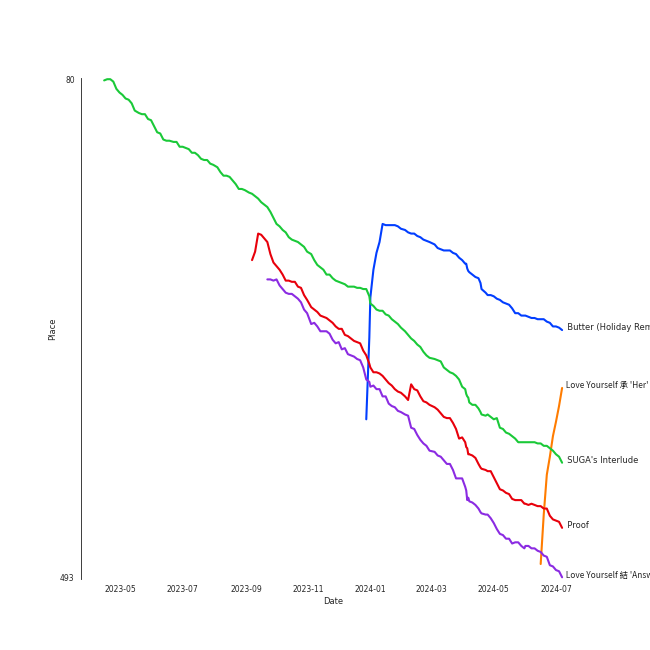 80
Place
Butter (Holiday Rem
Love Yourself 承 'Her'
SUGA's Interlude
Proof
Love Yourself 結 'Answ
493
2023-05 2023-07 2023-09 2023-11 2024-01 2024-03 2024-05 2024-07
Date